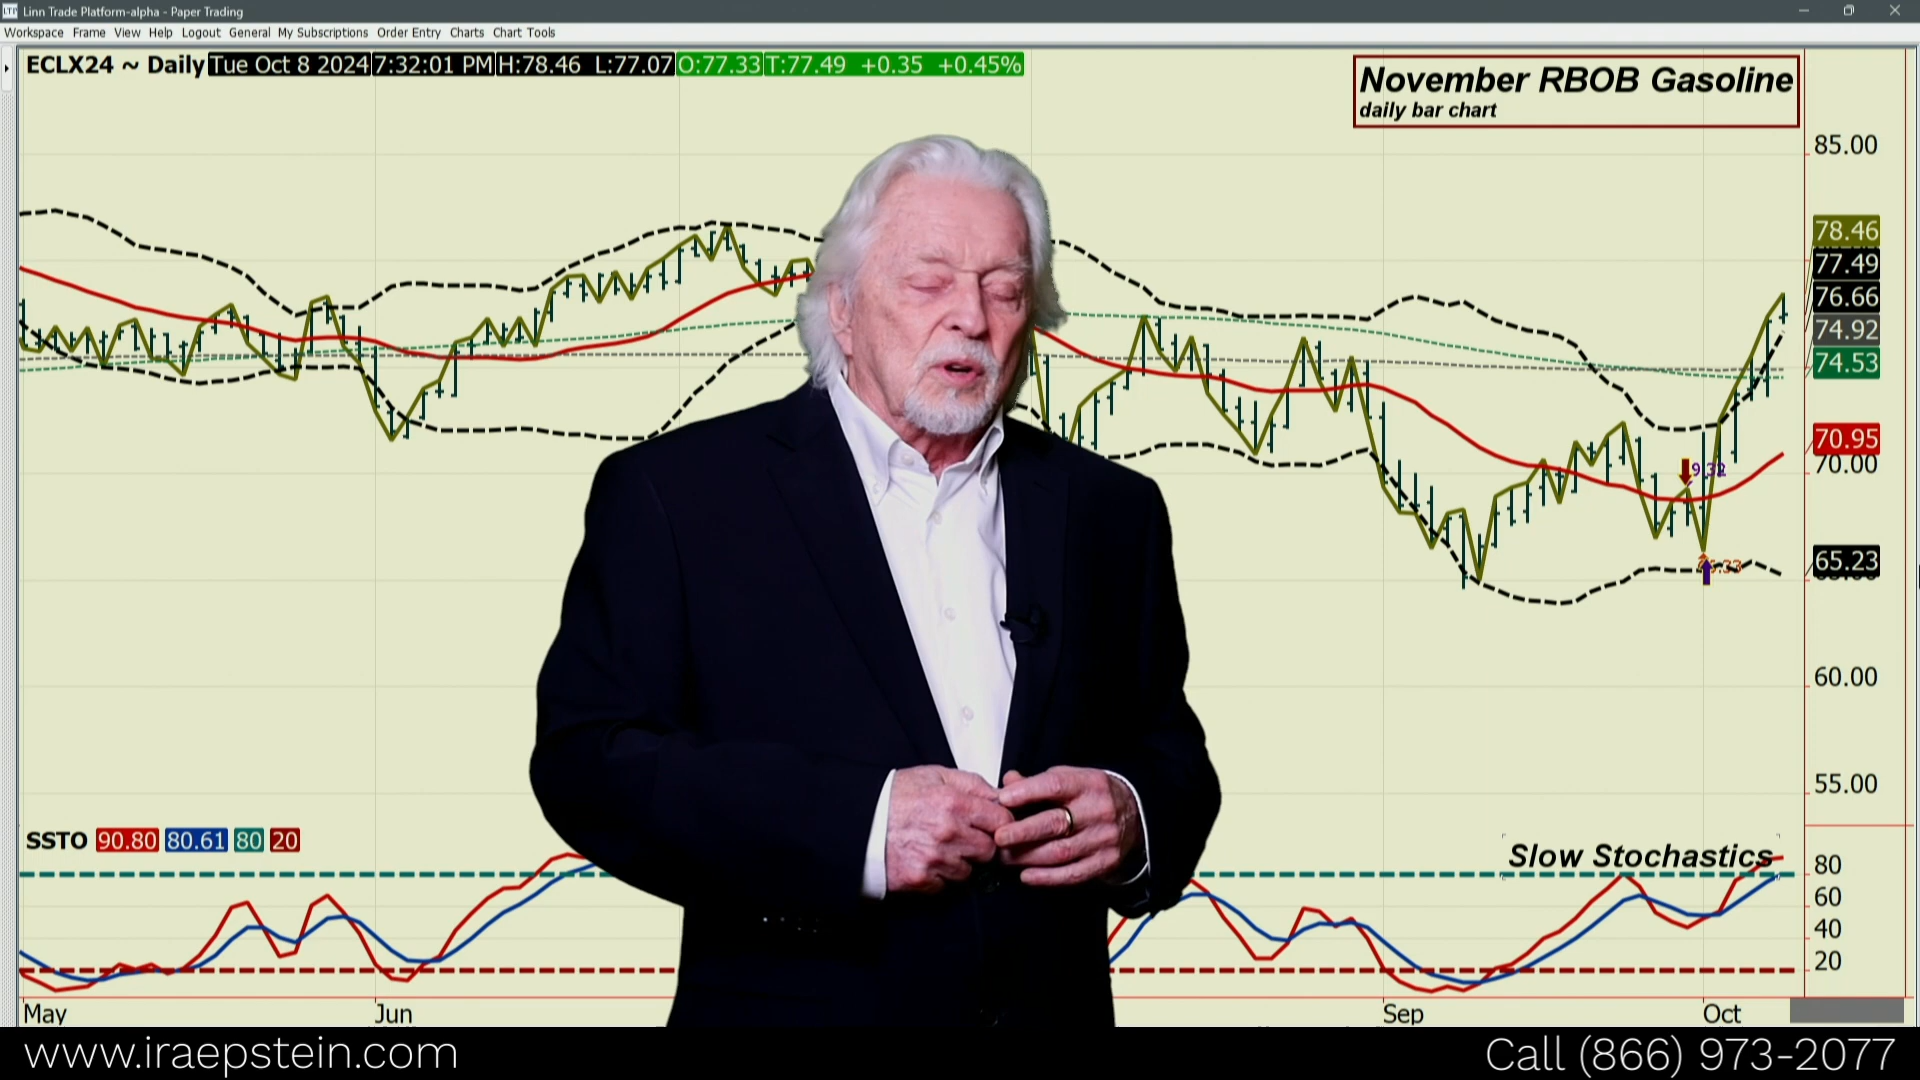 Linn Trade Platform-alpha - Paper Trading
Workspace Frame View Help Logout General My Subscriptions Order Entry Charts Chart Tools
ECLX24 ~ Daily Tue Oct 8 2024 7:32:01 PM H:78.46 L:77.07 O:77.33 T:77.49 +0.35 +0.45%
November RBOB Gasoline
daily bar chart
85.00
78.46
77.49
76.66
74.92
74.53
70.95
70.00
9.32
65.23
60.00
55.00
SSTO 90.80 80.61 80 20
Slow Stochastics
80
60
40
20
May Jun Sep Oct
www.iraepstein.com Call (866) 973-2077